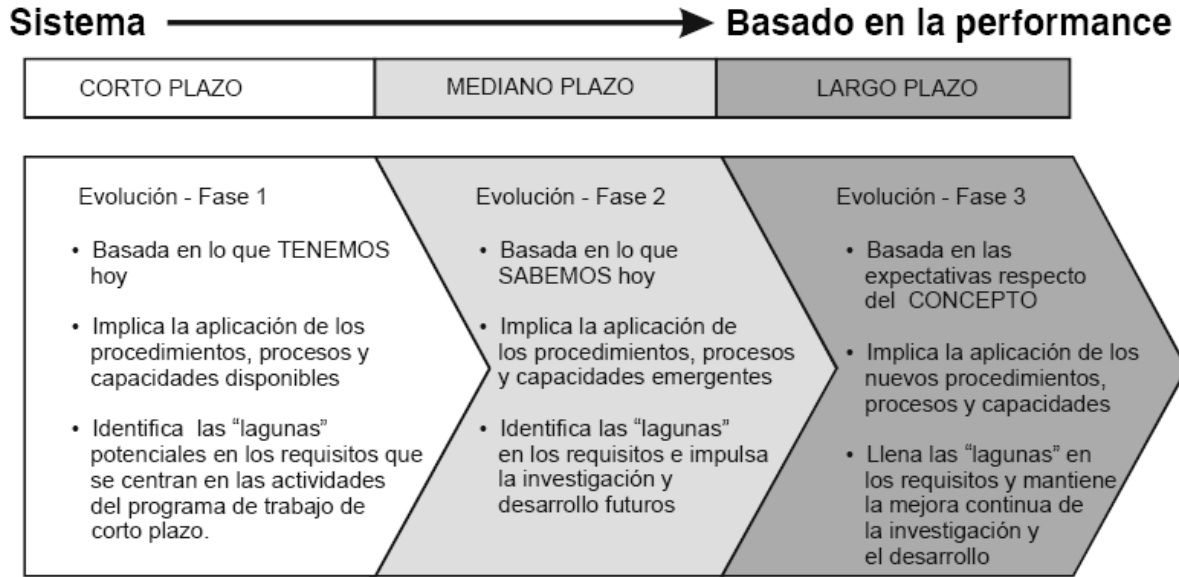 Sistema
Basado en la performance
CORTO PLAZO
MEDIANO PLAZO
LARGO PLAZO
Evolución - Fase 1
• Basada en lo que TENEMOS
hoy
• Implica la aplicación de los
procedimientos, procesos y
capacidades disponibles
• Identifica las “lagunas”
potenciales en los requisitos que
se centran en las actividades
del programa de trabajo de
corto plazo.
Evolución - Fase 2
• Basada en lo que
SABEMOS hoy
• Implica la aplicación de
los procedimientos, procesos
y capacidades emergentes
• Identifica las “lagunas”
en los requisitos e impulsa
la investigación y
desarrollo futuros
Evolución - Fase 3
• Basada en las
expectativas respecto
del CONCEPTO
• Implica la aplicación de los
nuevos procedimientos,
procesos y capacidades
• Llena las “lagunas” en
los requisitos y mantiene
la mejora continua de
la investigación y
el desarrollo